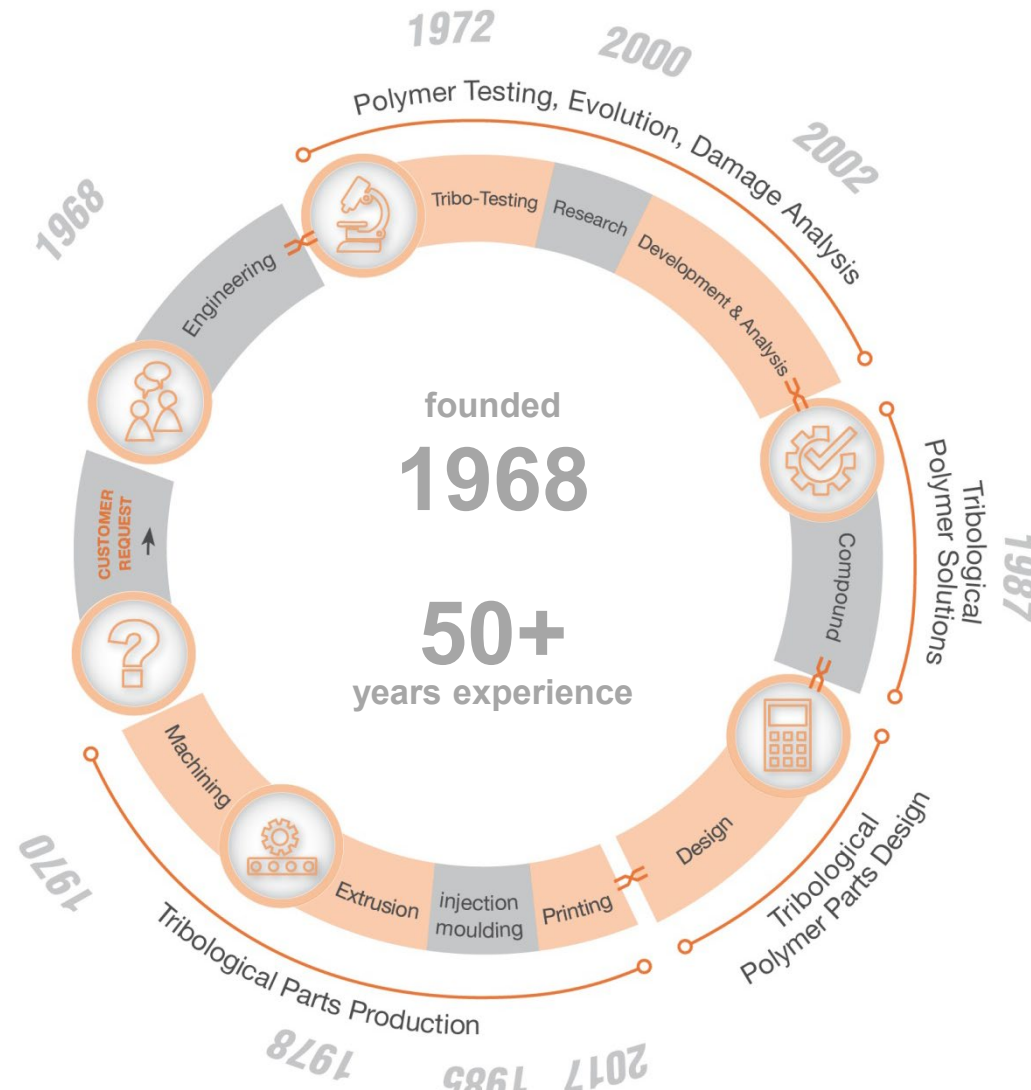 1968
1972
2000
2002
1987
2017
1985
1978
1970
Polymer Testing, Evolution, Damage Analysis
Tribological
Polymer Solutions
Tribological
Polymer Parts Design
Tribological Parts Production
CUSTOMER
REQUEST
Engineering
Tribo-Testing
Research
Development & Analysis
Compound
Design
Printing
injection
moulding
Extrusion
Machining
founded
1968
50+
years experience